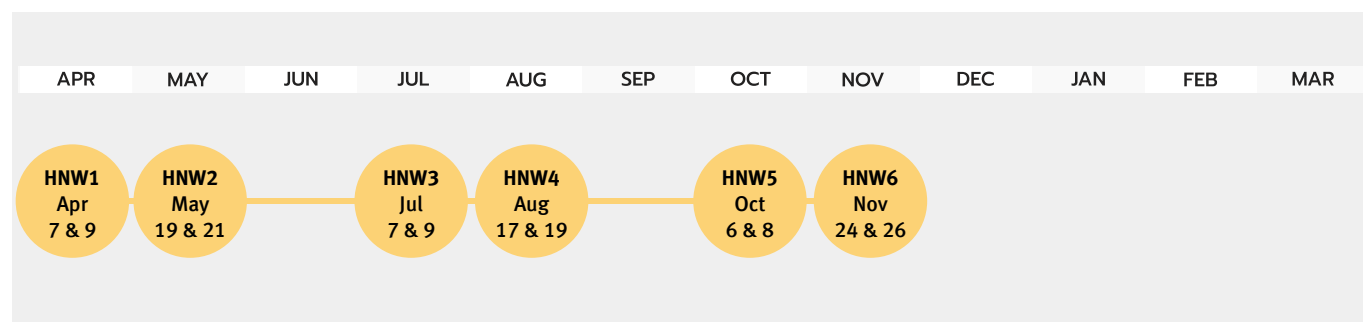 APR MAY JUN JUL AUG SEP OCT NOV DEC JAN FEB MAR
HNW1
Apr
7 & 9
HNW2
May
19 & 21
HNW3
Jul
7 & 9
HNW4
Aug
17 & 19
HNW5
Oct
6 & 8
HNW6
Nov
24 & 26